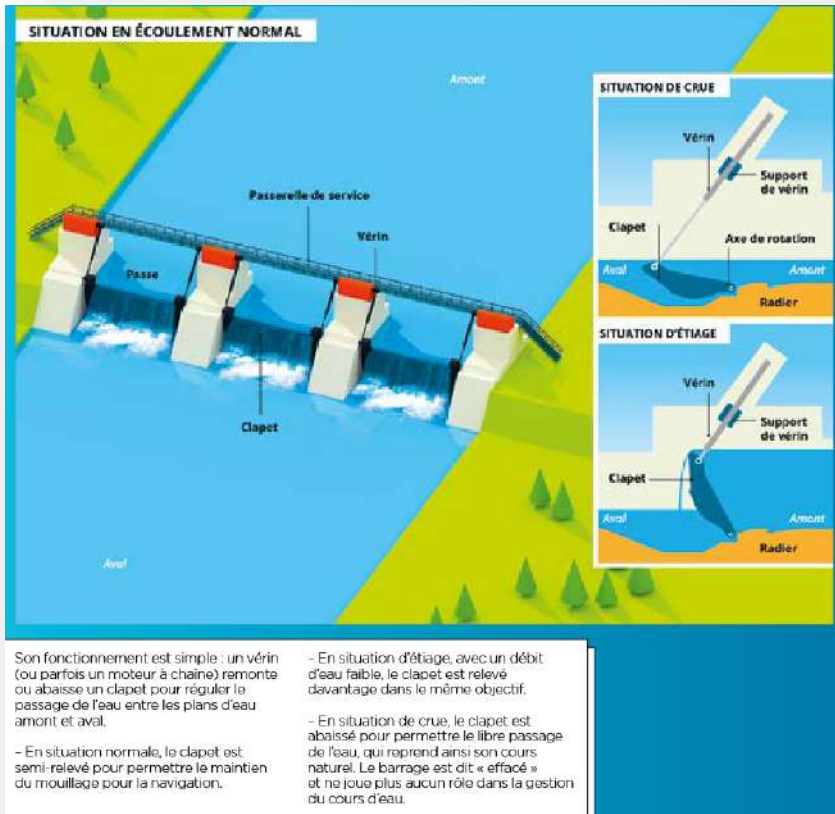 SITUATION EN ÉCOULEMENT NORMAL
Amont
Passerelle de service
Vérin
Passe
Clapet
Aval
SITUATION DE CRUE
Vérin
Support
de vérin
Clapet
Axe de rotation
Aval
Amont
Radier
SITUATION D'ÉTIAGE
Vérin
Support
de vérin
Clapet
Aval
Amont
Radier
Son fonctionnement est simple : un vérin
(ou parfois un moteur à chaîne) remonte
ou abaisse un clapet pour réguler le
passage de l'eau entre les plans d'eau
amont et aval.
– En situation normale, le clapet est
semi-relevé pour permettre le maintien
du mouillage pour la navigation.
– En situation d'étiage, avec un débit
d'eau faible, le clapet est relevé
davantage dans le même objectif.
– En situation de crue, le clapet est
abaissé pour permettre le libre passage
de l'eau, qui reprend ainsi son cours
naturel. Le barrage est dit « effacé »
et ne joue plus aucun rôle dans la gestion
du cours d'eau.